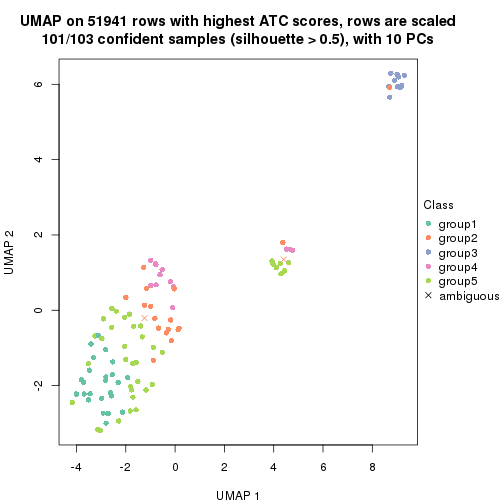 UMAP on 51941 rows with highest ATC scores, rows are scaled
101/103 confident samples (silhouette > 0.5), with 10 PCs
6
4
2
0
-2
UMAP 2
-4
-2
0
2
4
6
8
UMAP 1
Class
group1
group2
group3
group4
group5
ambiguous